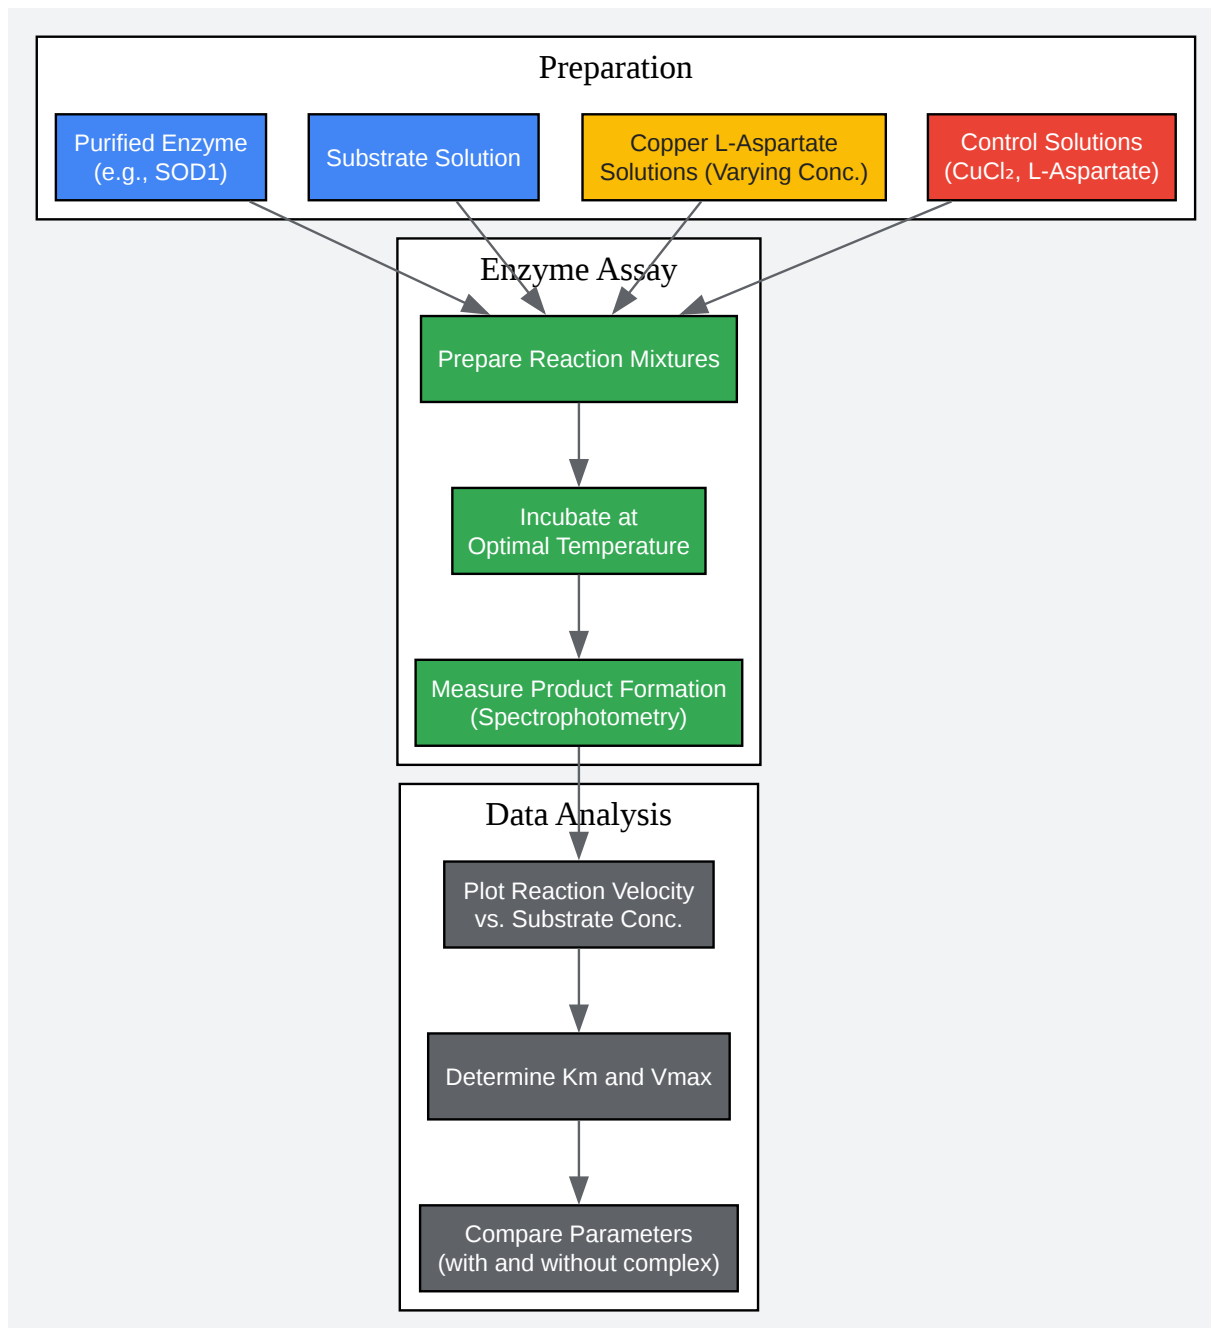 Preparation
Purified Enzyme
(e.g., SOD1)
Substrate Solution
Copper L-Aspartate
Solutions (Varying Conc.)
Control Solutions
(CuCl₂, L-Aspartate)
Enzyme Assay
Prepare Reaction Mixtures
Incubate at
Optimal Temperature
Measure Product Formation
(Spectrophotometry)
Data Analysis
Plot Reaction Velocity
vs. Substrate Conc.
Determine Km and Vmax
Compare Parameters
(with and without complex)